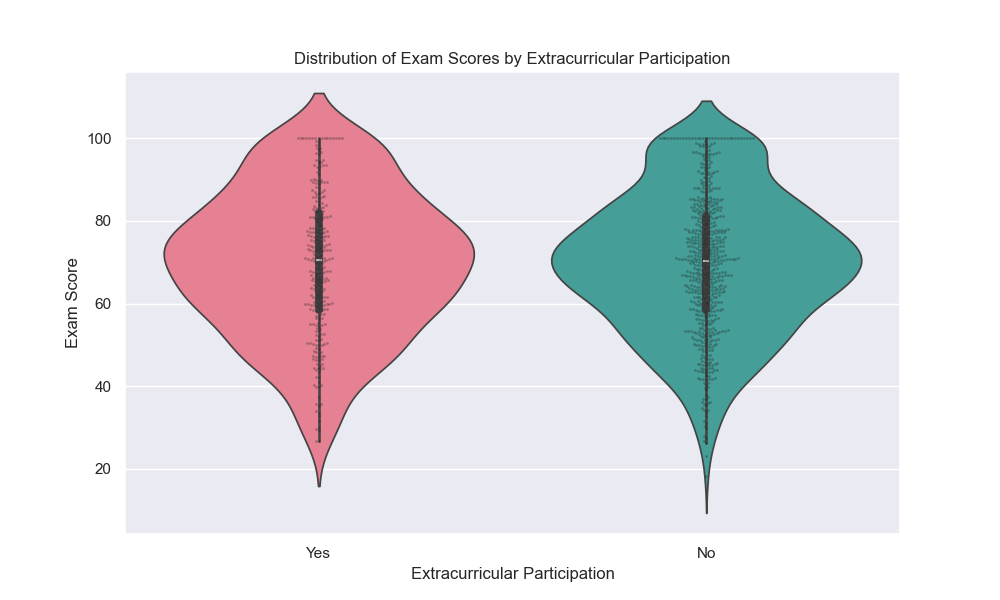 Distribution of Exam Scores by Extracurricular Participation
100
80
60
40
20
Exam Score
Yes
No
Extracurricular Participation